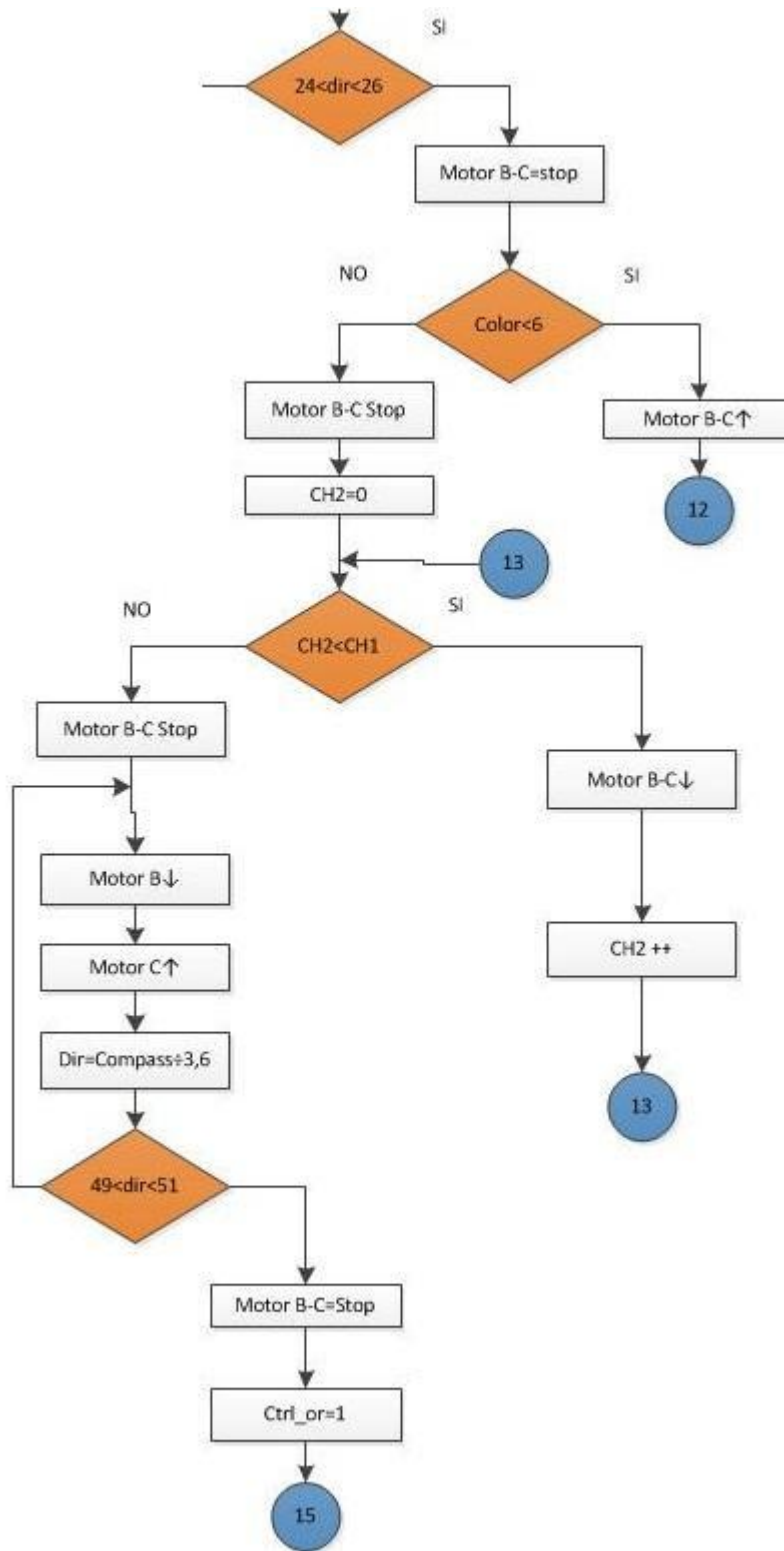 SI
24<dir<26
Motor B-C=stop
NO
SI
Color<6
Motor B-C Stop
Motor B-C↑
CH2=0
12
13
NO
SI
CH2<CH1
Motor B-C Stop
Motor B-C↓
Motor B↓
CH2 ++
Motor C↑
Dir=Compass÷3,6
13
49<dir<51
Motor B-C=Stop
Ctrl_or=1
15